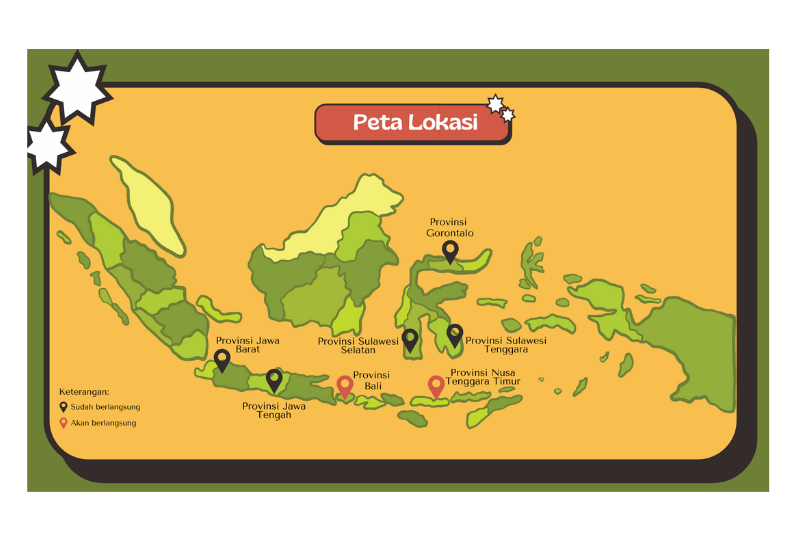 Peta Lokasi
Provinsi
Gorontalo
Provinsi Jawa
Barat
Provinsi Sulawesi
Selatan
Provinsi Sulawesi
Tenggara
Provinsi
Bali
Provinsi Nusa
Tenggara Timur
Provinsi Jawa
Tengah
Keterangan:
Sudah berlangsung
Akan berlangsung